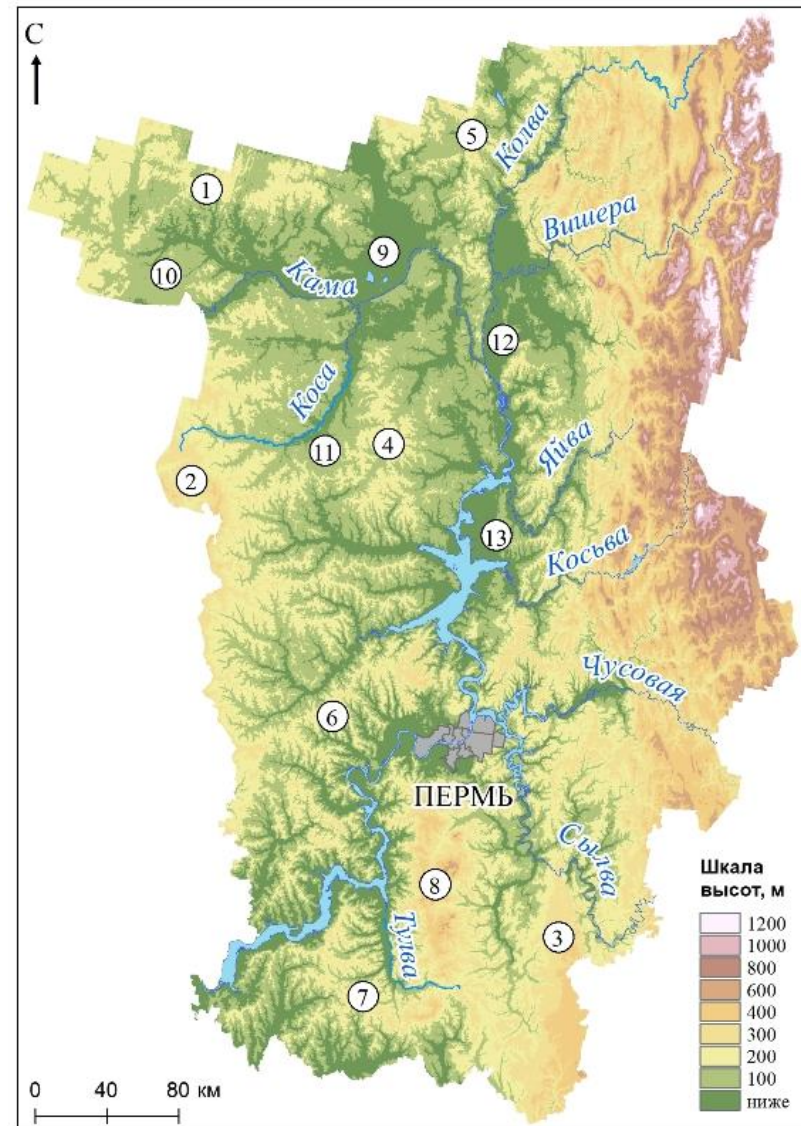 С
5
Колва
1
Вишера
9
10
Кама
12
Коса
4
11
Яйва
2
13
Косьва
Чусовая
6
ПЕРМЬ
Сылва
8
3
Тулва
7
Шкала
высот, м
1200
1000
800
600
400
300
200
100
ниже
0 40 80 км